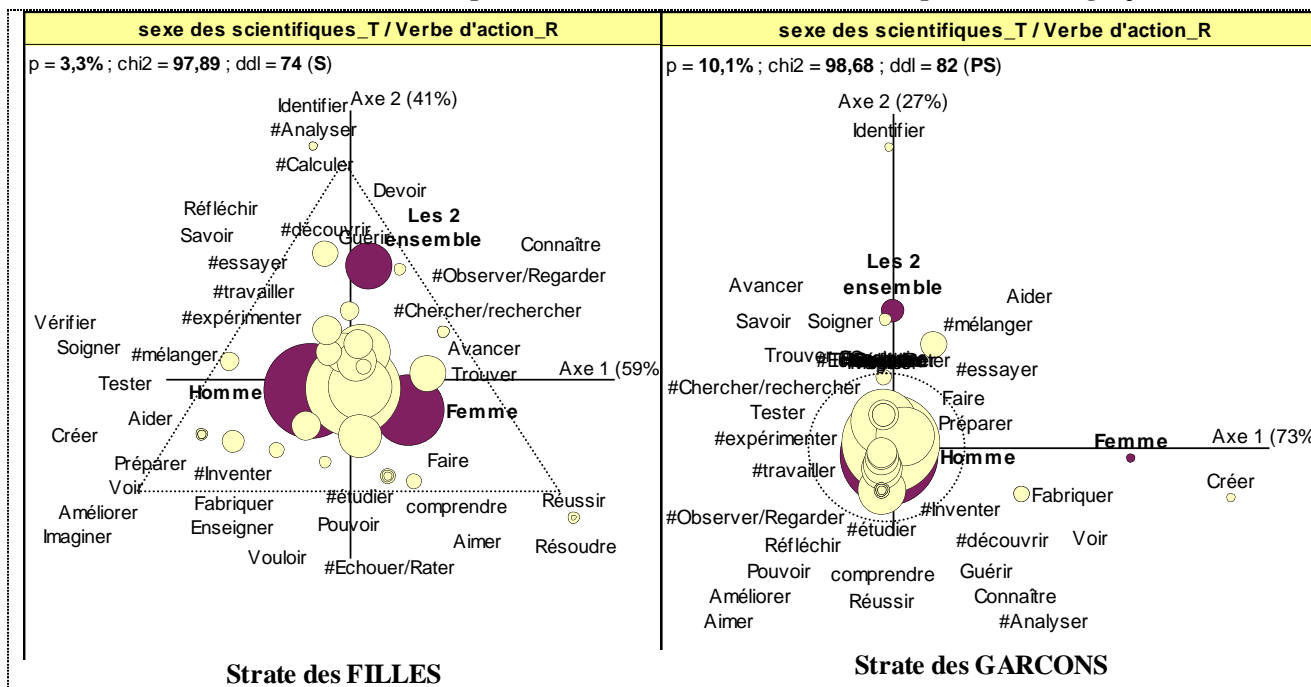 sexe des scientifiques_T / Verbe d'action_R
p = 3,3% ; chi2 = 97,89 ; ddl = 74 (S)
Axe 2 (41%)
Identifier
#Analyser
#Calculer
Devoir
Réfléchir
Les 2
ensemble
#découvrir
Guérir
Savoir
Connaître
#essayer
#Observer/Regarder
#travailler
#Chercher/rechercher
#expérimenter
Vérifier
Soigner
#mélanger
Avancer
Trouver
Axe 1 (59%
Tester
Homme
Femme
Aider
Créer
Préparer
#Inventer
Faire
Voir
Fabriquer
#étudier
comprendre
Réussir
Améliorer
Enseigner
Pouvoir
Imaginer
Aimer
Résoudre
Vouloir
#Echouer/Rater
Strate des FILLES
sexe des scientifiques_T / Verbe d'action_R
p = 10,1% ; chi2 = 98,68 ; ddl = 82 (PS)
Axe 2 (27%)
Identifier
Les 2
ensemble
Avancer
Aider
Savoir
Soigner
#mélanger
Trouver
#essayer
#Chercher/rechercher
Faire
Tester
Préparer
#expérimenter
Femme
Axe 1 (73%
Homme
#travailler
Créer
Fabriquer
#Inventer
#Observer/Regarder
#étudier
Réfléchir
#découvrir
Voir
Pouvoir
comprendre
Guérir
Améliorer
Réussir
Connaître
Aimer
#Analyser
Strate des GARCONS